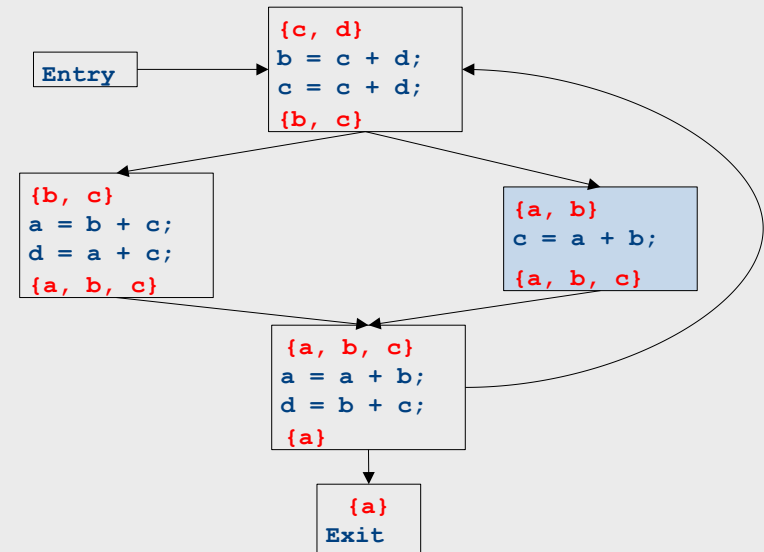 {c, d}
b = c + d;
c = c + d;
{b, c}
Entry
{b, c}
a = b + c;
d = a + c;
{a, b, c}
{a, b}
c = a + b;
{a, b, c}
{a, b, c}
a = a + b;
d = b + c;
{a}
{a}
Exit